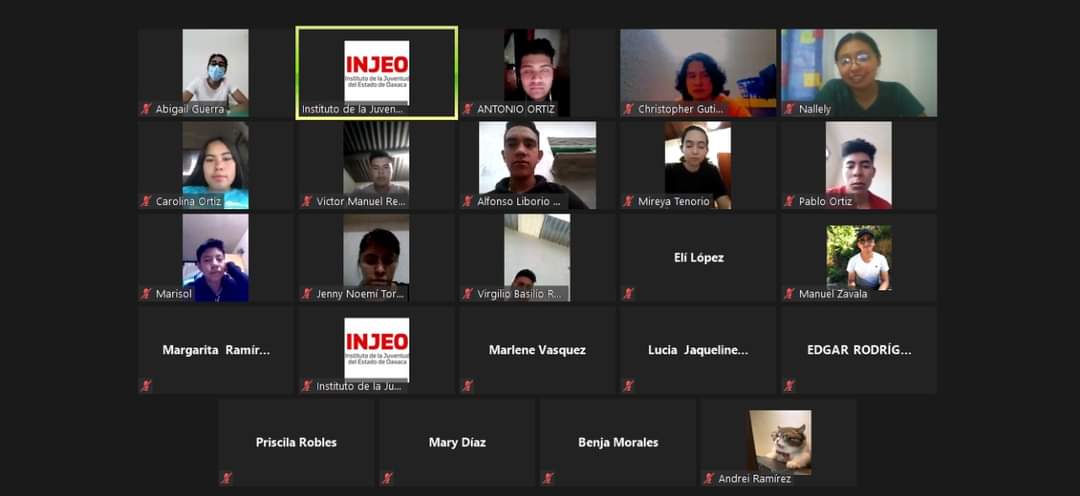 Abigail Guerra
INJEO
Instituto de la Juventud
del Estado de Oaxaca
Instituto de la Juven...
ANTONIO ORTIZ
Christopher Guti...
Nallely
Carolina Ortiz
Victor Manuel Re...
Alfonso Liborio ...
Mireya Tenorio
Pablo Ortiz
Marisol
Jenny Noemí Tor...
Virgilio Basilio R...
Elí López
Manuel Zavala
Margarita Ramír...
INJEO
Instituto de la Juventud
del Estado de Oaxaca
Instituto de la Ju...
Marlene Vasquez
Lucia Jaqueline...
EDGAR RODRÍG...
Priscila Robles
Mary Díaz
Benja Morales
Andrei Ramírez